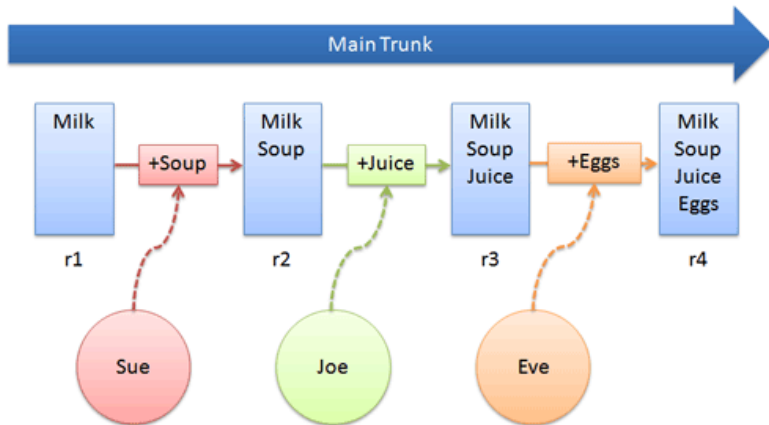 Main Trunk
Milk
+Soup
Milk
Soup
+Juice
Milk
Soup
Juice
+Eggs
Milk
Soup
Juice
Eggs
r1
r2
r3
r4
Sue
Joe
Eve